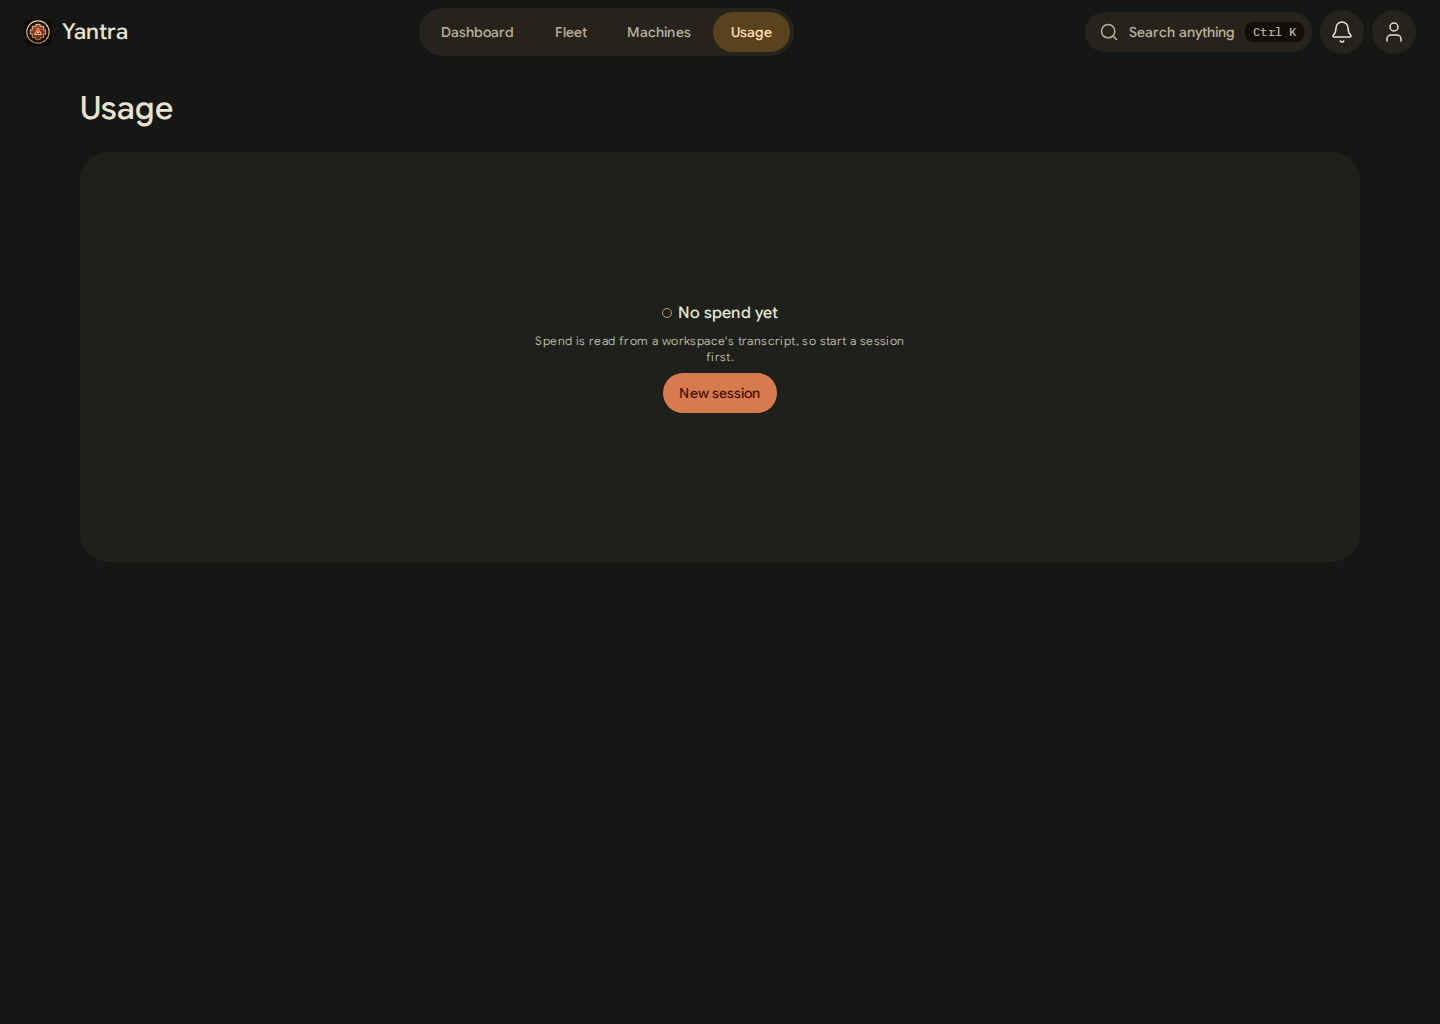 Yantra
Dashboard
Fleet
Machines
Usage
Search anything
Ctrl K
Usage
No spend yet
Spend is read from a workspace's transcript, so start a session
first.
New session